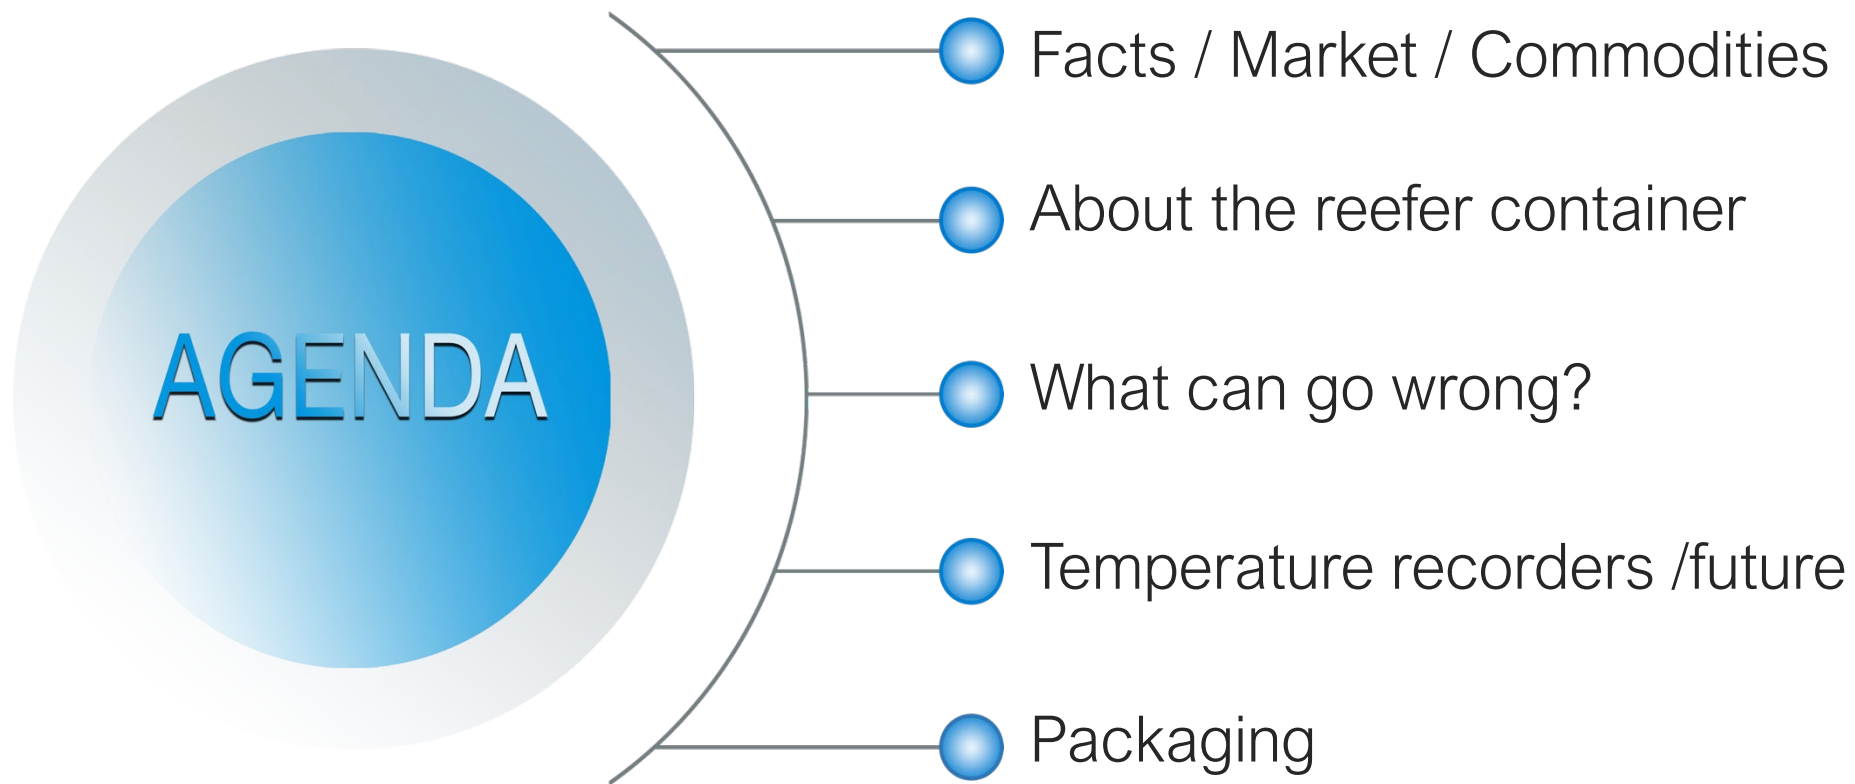 AGENDA
Facts / Market / Commodities
About the reefer container
What can go wrong?
Temperature recorders /future
Packaging